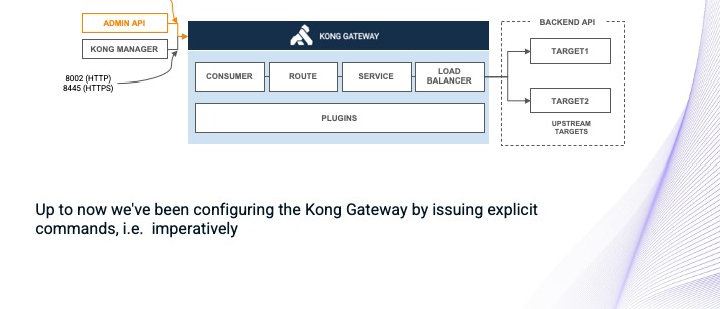 BACKEND API
ADMIN API
KONG GATEWAY
KONG MANAGER
TARGET1
8002 (HTTP)
8445 (HTTPS)
CONSUMER
ROUTE
SERVICE
LOAD
BALANCER
TARGET2
PLUGINS
UPSTREAM
TARGETS
Up to now we've been configuring the Kong Gateway by issuing explicit
commands, i.e. imperatively